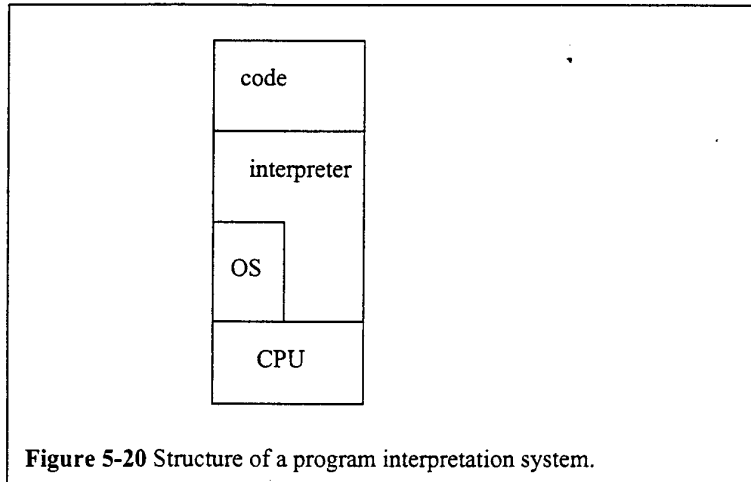 code
interpreter
OS
CPU
Figure 5-20 Structure of a program interpretation system.